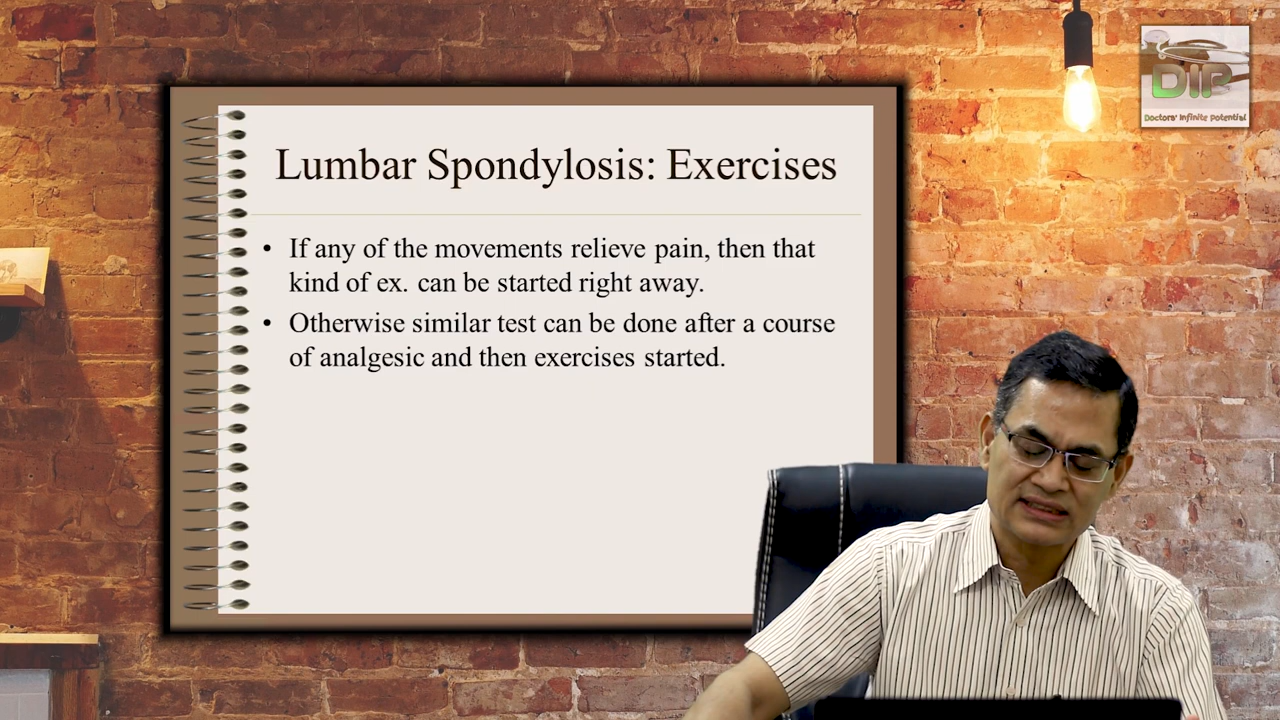 DIP
Doctors' Infinite Potential
Lumbar Spondylosis: Exercises
• If any of the movements relieve pain, then that
kind of ex. can be started right away.
• Otherwise similar test can be done after a course
of analgesic and then exercises started.